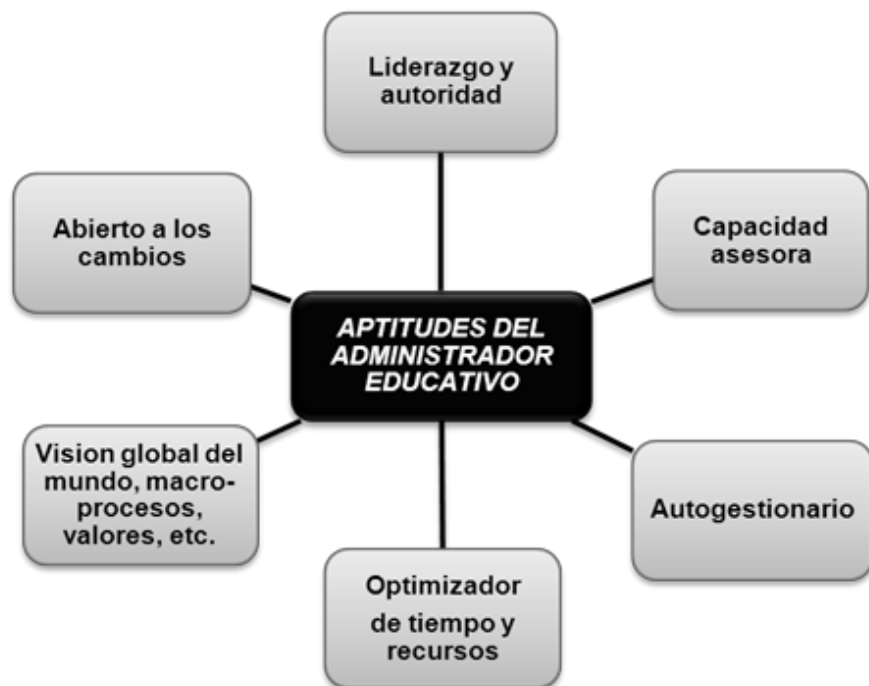 Liderazgo y
autoridad
Abierto a los
cambios
Capacidad
asesora
APTITUDES DEL
ADMINISTRADOR
EDUCATIVO
Vision global del
mundo, macro-
procesos,
valores, etc.
Autogestionario
Optimizador
de tiempo y
recursos